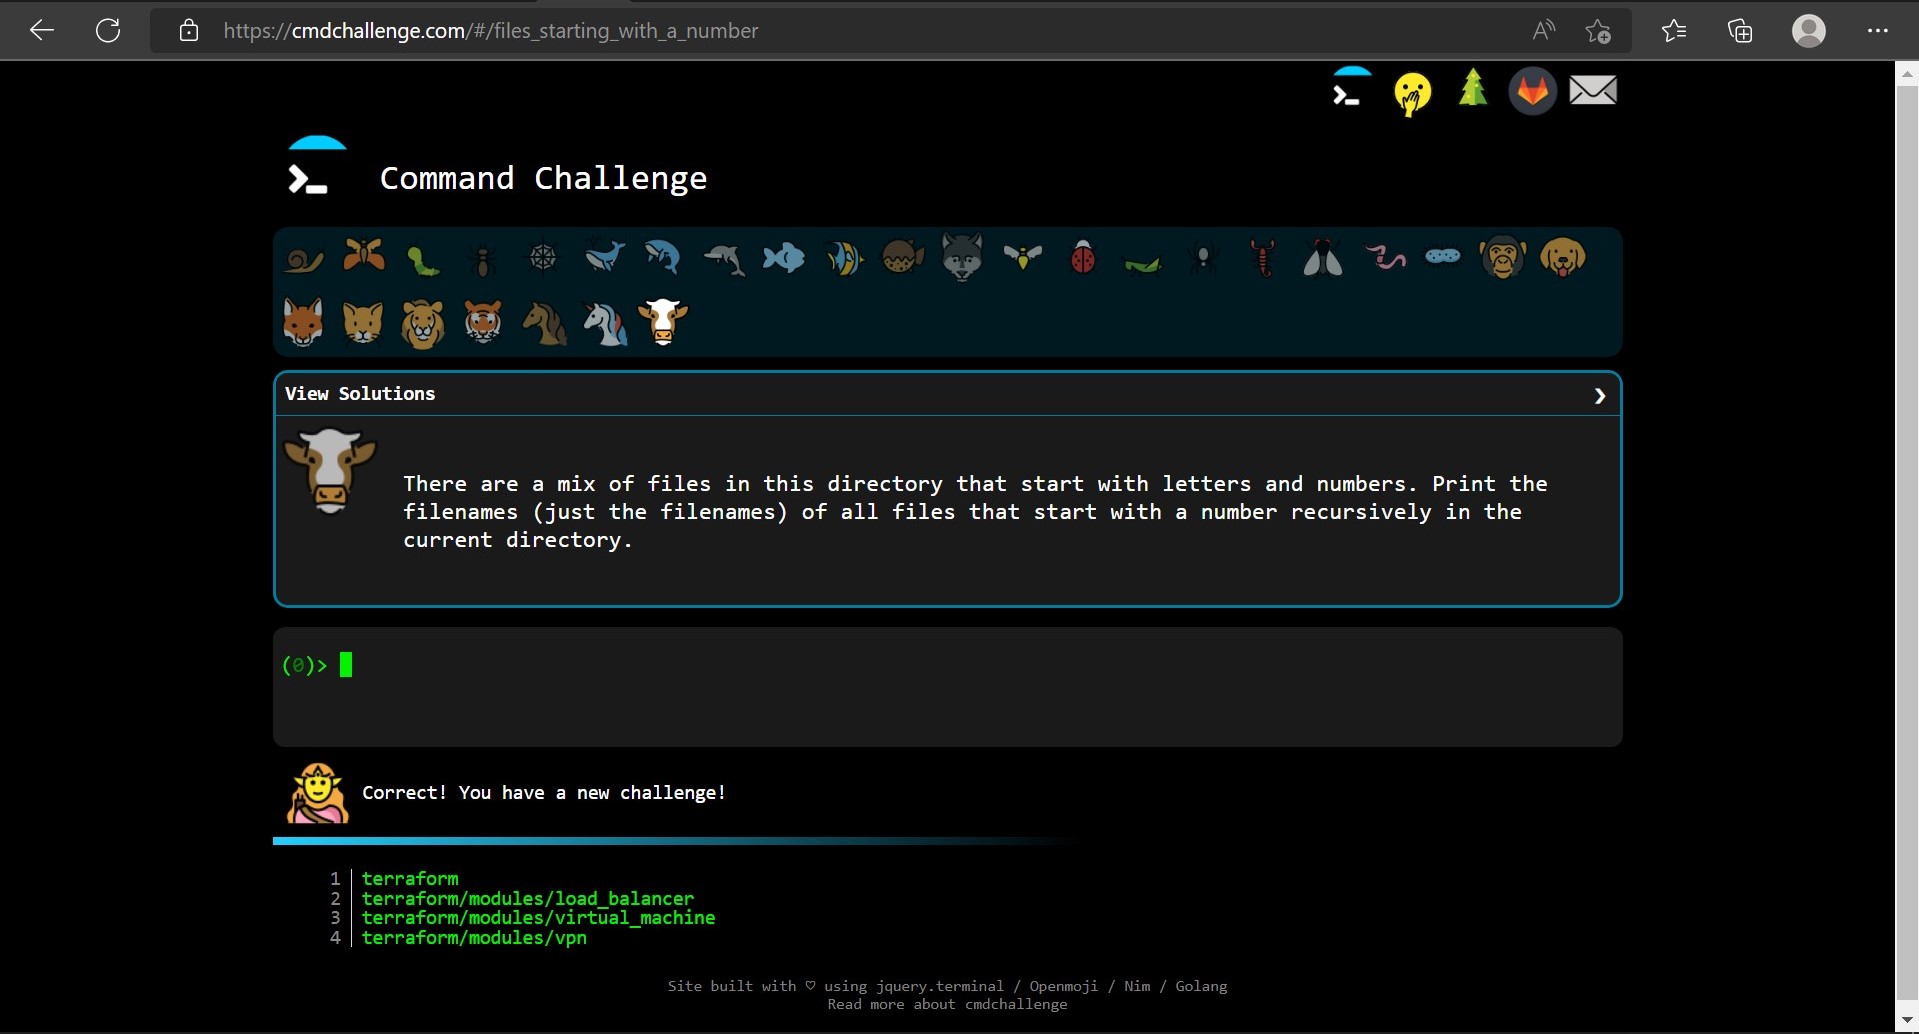 https://cmdchallenge.com/#/files_starting_with_a_number
Command Challenge
View Solutions
There are a mix of files in this directory that start with letters and numbers. Print the
filenames (just the filenames) of all files that start with a number recursively in the
current directory.
(0)>
Correct! You have a new challenge!
1 terraform
2 terraform/modules/load_balancer
3 terraform/modules/virtual_machine
4 terraform/modules/vpn
Site built with ♡ using jquery.terminal / Openmoji / Nim / Golang
Read more about cmdchallenge